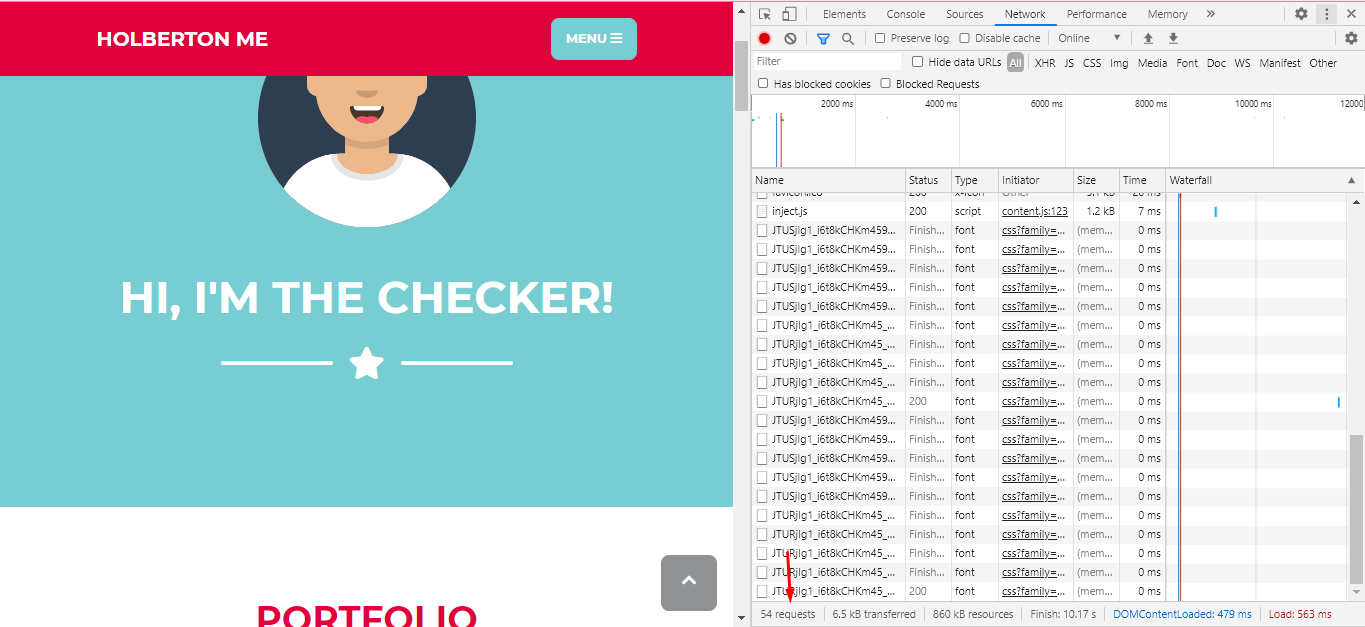 HOLBERTON ME
MENU
HI, I'M THE CHECKER!
PORTFOLIO
Elements Console Sources Network Performance Memory »
Preserve log Disable cache Online
Filter Hide data URLs All XHR JS CSS Img Media Font Doc WS Manifest Other
Has blocked cookies Blocked Requests
2000 ms 4000 ms 6000 ms 8000 ms 10000 ms 12000
Name Status Type Initiator Size Time Waterfall
favicon.ico 200 x-icon Other 5.1 kB 20 ms
inject.js 200 script content.js:123 1.2 kB 7 ms
JTUSjIg1_i6t8kCHKm459... Finish... font css?family=... (mem... 0 ms
JTUSjIg1_i6t8kCHKm459... Finish... font css?family=... (mem... 0 ms
JTUSjIg1_i6t8kCHKm459... Finish... font css?family=... (mem... 0 ms
JTUSjIg1_i6t8kCHKm459... Finish... font css?family=... (mem... 0 ms
JTUSjIg1_i6t8kCHKm459... Finish... font css?family=... (mem... 0 ms
JTURjIg1_i6t8kCHKm45_... Finish... font css?family=... (mem... 0 ms
JTURjIg1_i6t8kCHKm45_... Finish... font css?family=... (mem... 0 ms
JTURjIg1_i6t8kCHKm45_... Finish... font css?family=... (mem... 0 ms
JTURjIg1_i6t8kCHKm45_... Finish... font css?family=... (mem... 0 ms
JTURjIg1_i6t8kCHKm45_... 200 font css?family=... (mem... 0 ms
JTUSjIg1_i6t8kCHKm459... Finish... font css?family=... (mem... 0 ms
JTUSjIg1_i6t8kCHKm459... Finish... font css?family=... (mem... 0 ms
JTUSjIg1_i6t8kCHKm459... Finish... font css?family=... (mem... 0 ms
JTUSjIg1_i6t8kCHKm459... Finish... font css?family=... (mem... 0 ms
JTUSjIg1_i6t8kCHKm459... Finish... font css?family=... (mem... 0 ms
JTURjIg1_i6t8kCHKm45_... Finish... font css?family=... (mem... 0 ms
JTURjIg1_i6t8kCHKm45_... Finish... font css?family=... (mem... 0 ms
JTURjIg1_i6t8kCHKm45_... Finish... font css?family=... (mem... 0 ms
JTURjIg1_i6t8kCHKm45_... Finish... font css?family=... (mem... 0 ms
JTURjIg1_i6t8kCHKm45_... 200 font css?family=... (mem... 0 ms
54 requests 6.5 kB transferred 860 kB resources Finish: 10.17 s DOMContentLoaded: 479 ms Load: 563 ms